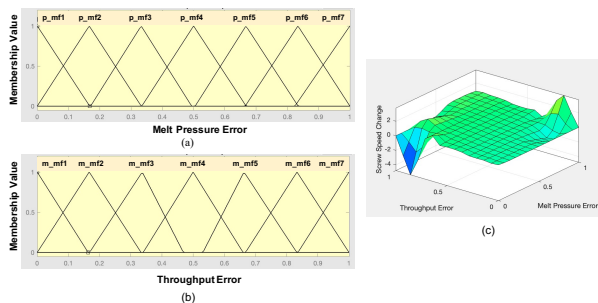 p_mf1 p_mf2 p_mf3 p_mf4 p_mf5 p_mf6 p_mf7
Membership Value
1
0.5
0
0 0.1 0.2 0.3 0.4 0.5 0.6 0.7 0.8 0.9 1
Melt Pressure Error
(a)
m_mf1 m_mf2 m_mf3 m_mf4 m_mf5 m_mf6 m_mf7
Membership Value
1
0.5
0
0 0.1 0.2 0.3 0.4 0.5 0.6 0.7 0.8 0.9 1
Throughput Error
(b)
Screw Speed Change
2
0
-2
-4
1
0.5
0
Throughput Error
0
0.5
1
Melt Pressure Error
(c)